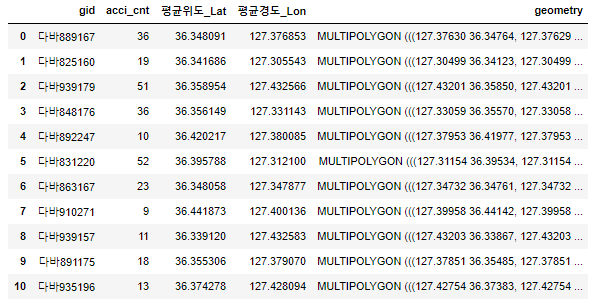 gid acci_cnt 평균위도_Lat 평균경도_Lon geometry
0 다바889167 36 36.348091 127.376853 MULTIPOLYGON (((127.37630 36.34764, 127.37629 ...
1 다바825160 19 36.341686 127.305543 MULTIPOLYGON (((127.30499 36.34123, 127.30499 ...
2 다바939179 51 36.358954 127.432566 MULTIPOLYGON (((127.43201 36.35850, 127.43201 ...
3 다바848176 36 36.356149 127.331143 MULTIPOLYGON (((127.33059 36.35570, 127.33058 ...
4 다바892247 10 36.420217 127.380085 MULTIPOLYGON (((127.37953 36.41977, 127.37953 ...
5 다바831220 52 36.395788 127.312100 MULTIPOLYGON (((127.31154 36.39534, 127.31154 ...
6 다바863167 23 36.348058 127.347877 MULTIPOLYGON (((127.34732 36.34761, 127.34732 ...
7 다바910271 9 36.441873 127.400136 MULTIPOLYGON (((127.39958 36.44142, 127.39958 ...
8 다바939157 11 36.339120 127.432583 MULTIPOLYGON (((127.43203 36.33867, 127.43203 ...
9 다바891175 18 36.355306 127.379070 MULTIPOLYGON (((127.37851 36.35485, 127.37851 ...
10 다바935196 13 36.374278 127.428094 MULTIPOLYGON (((127.42754 36.37383, 127.42754 ...